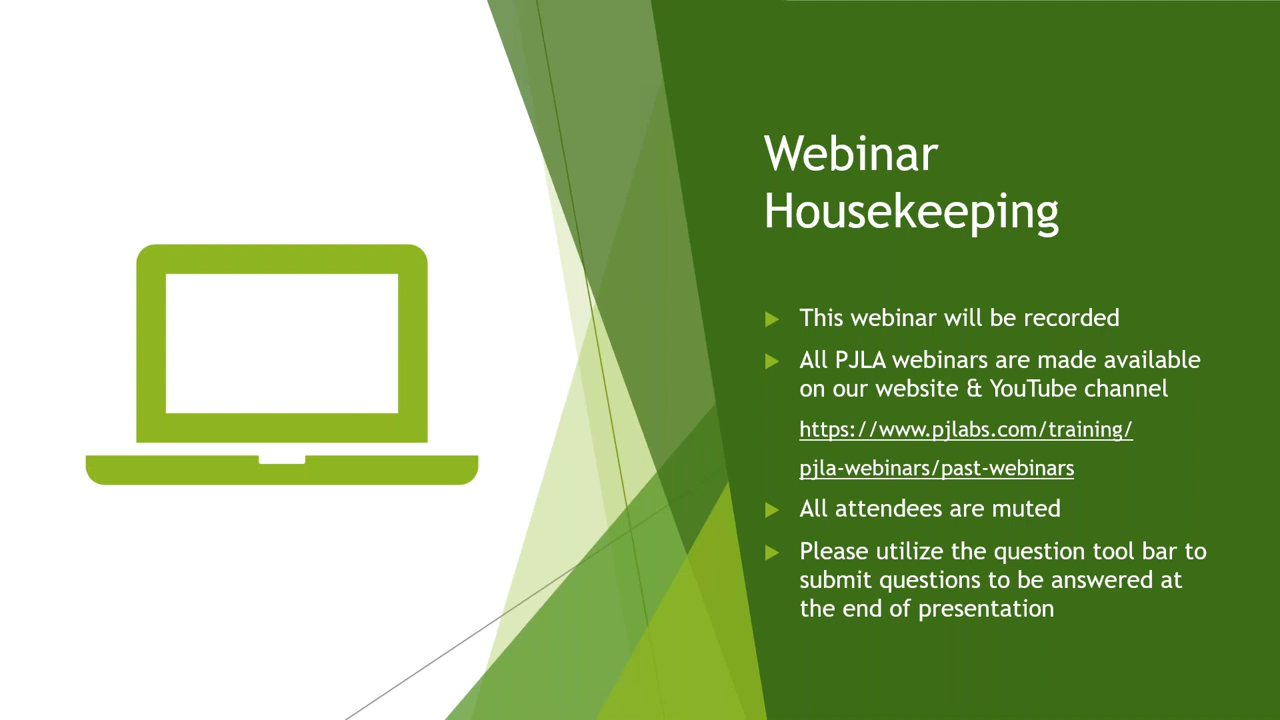 Webinar
Housekeeping
This webinar will be recorded
All PJLA webinars are made available
on our website & YouTube channel
https://www.pjlabs.com/training/
pjla-webinars/past-webinars
All attendees are muted
Please utilize the question tool bar to
submit questions to be answered at
the end of presentation